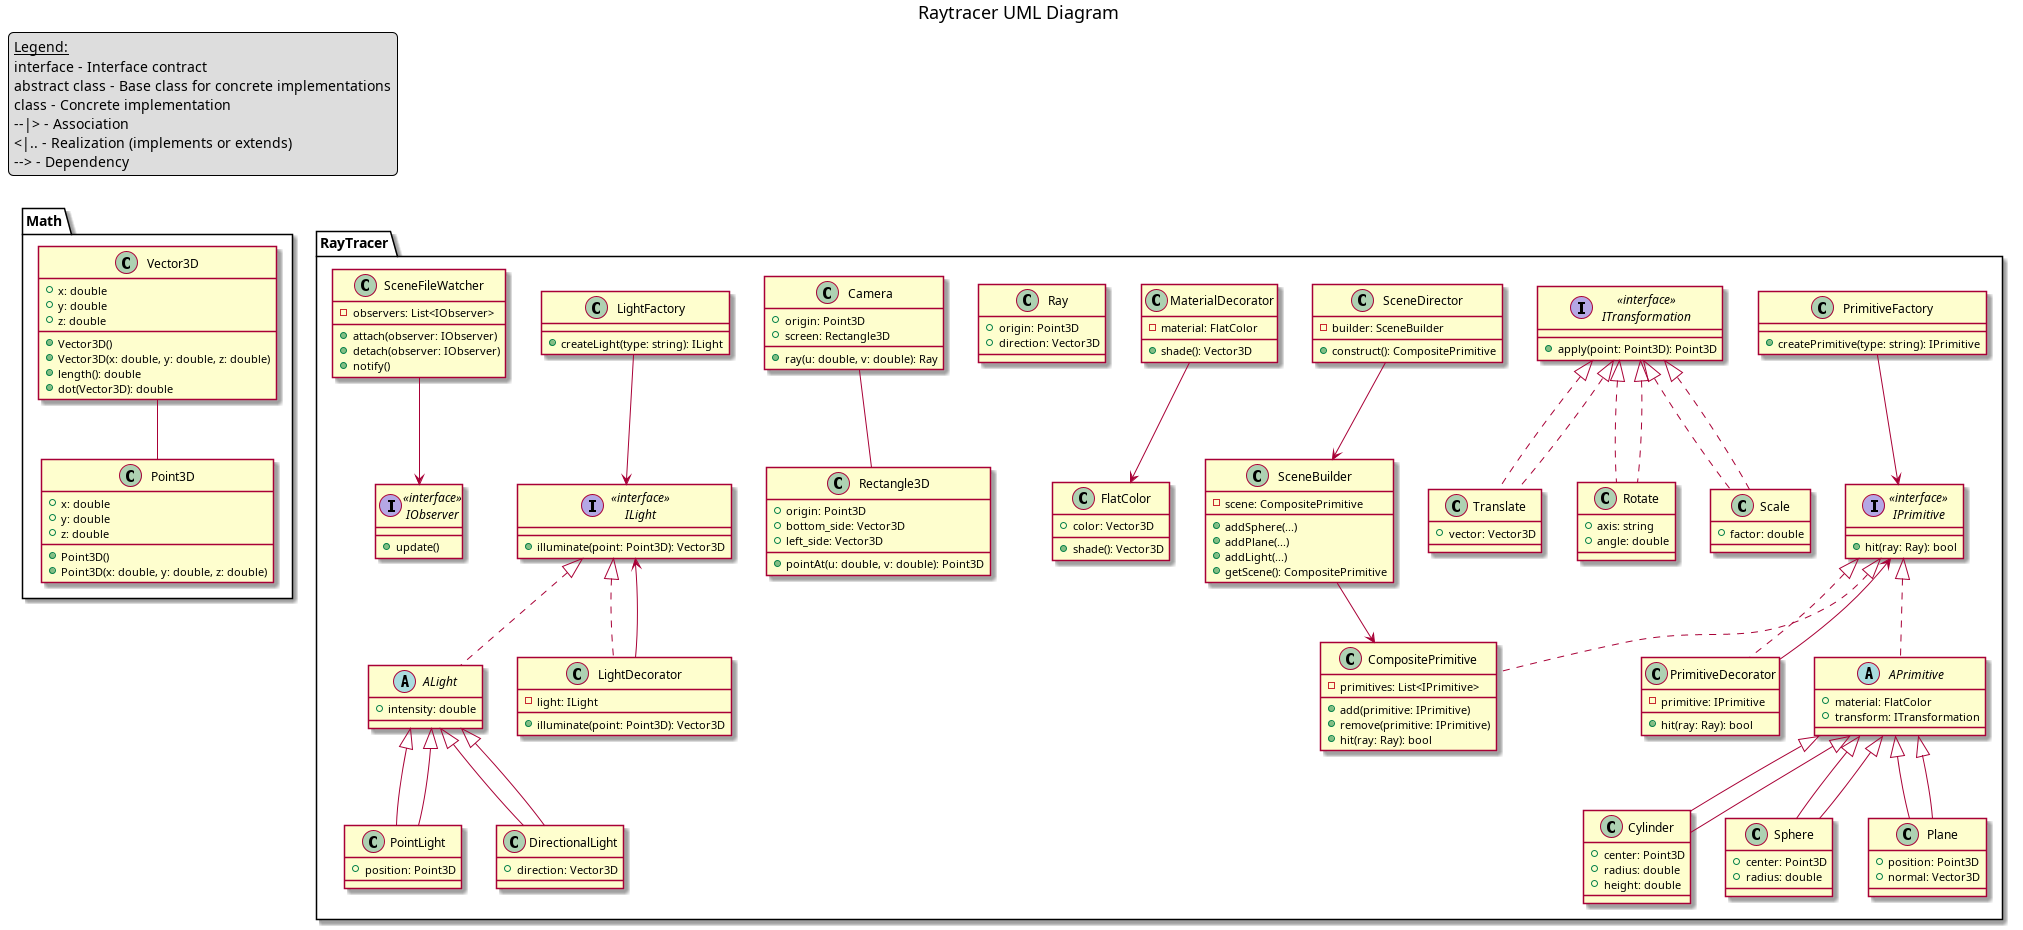 Raytracer UML Diagram
Legend:
interface - Interface contract
abstract class - Base class for concrete implementations
class - Concrete implementation
--|> - Association
<|.. - Realization (implements or extends)
--> - Dependency
Math
C Vector3D
x: double
y: double
z: double
Vector3D()
Vector3D(x: double, y: double, z: double)
length(): double
dot(Vector3D): double
C Point3D
x: double
y: double
z: double
Point3D()
Point3D(x: double, y: double, z: double)
RayTracer
C SceneFileWatcher
observers: List<IObserver>
attach(observer: IObserver)
detach(observer: IObserver)
notify()
C LightFactory
createLight(type: string): ILight
C Camera
origin: Point3D
screen: Rectangle3D
ray(u: double, v: double): Ray
C Ray
origin: Point3D
direction: Vector3D
C MaterialDecorator
material: FlatColor
shade(): Vector3D
C SceneDirector
builder: SceneBuilder
construct(): CompositePrimitive
I «interface»
ITransformation
apply(point: Point3D): Point3D
C PrimitiveFactory
createPrimitive(type: string): IPrimitive
I «interface»
IObserver
update()
I «interface»
ILight
illuminate(point: Point3D): Vector3D
C Rectangle3D
origin: Point3D
bottom_side: Vector3D
left_side: Vector3D
pointAt(u: double, v: double): Point3D
C FlatColor
color: Vector3D
shade(): Vector3D
C SceneBuilder
scene: CompositePrimitive
addSphere(...)
addPlane(...)
addLight(...)
getScene(): CompositePrimitive
C Translate
vector: Vector3D
C Rotate
axis: string
angle: double
C Scale
factor: double
I «interface»
IPrimitive
hit(ray: Ray): bool
A ALight
intensity: double
C LightDecorator
light: ILight
illuminate(point: Point3D): Vector3D
C CompositePrimitive
primitives: List<IPrimitive>
add(primitive: IPrimitive)
remove(primitive: IPrimitive)
hit(ray: Ray): bool
C PrimitiveDecorator
primitive: IPrimitive
hit(ray: Ray): bool
A APrimitive
material: FlatColor
transform: ITransformation
C PointLight
position: Point3D
C DirectionalLight
direction: Vector3D
C Cylinder
center: Point3D
radius: double
height: double
C Sphere
center: Point3D
radius: double
C Plane
position: Point3D
normal: Vector3D